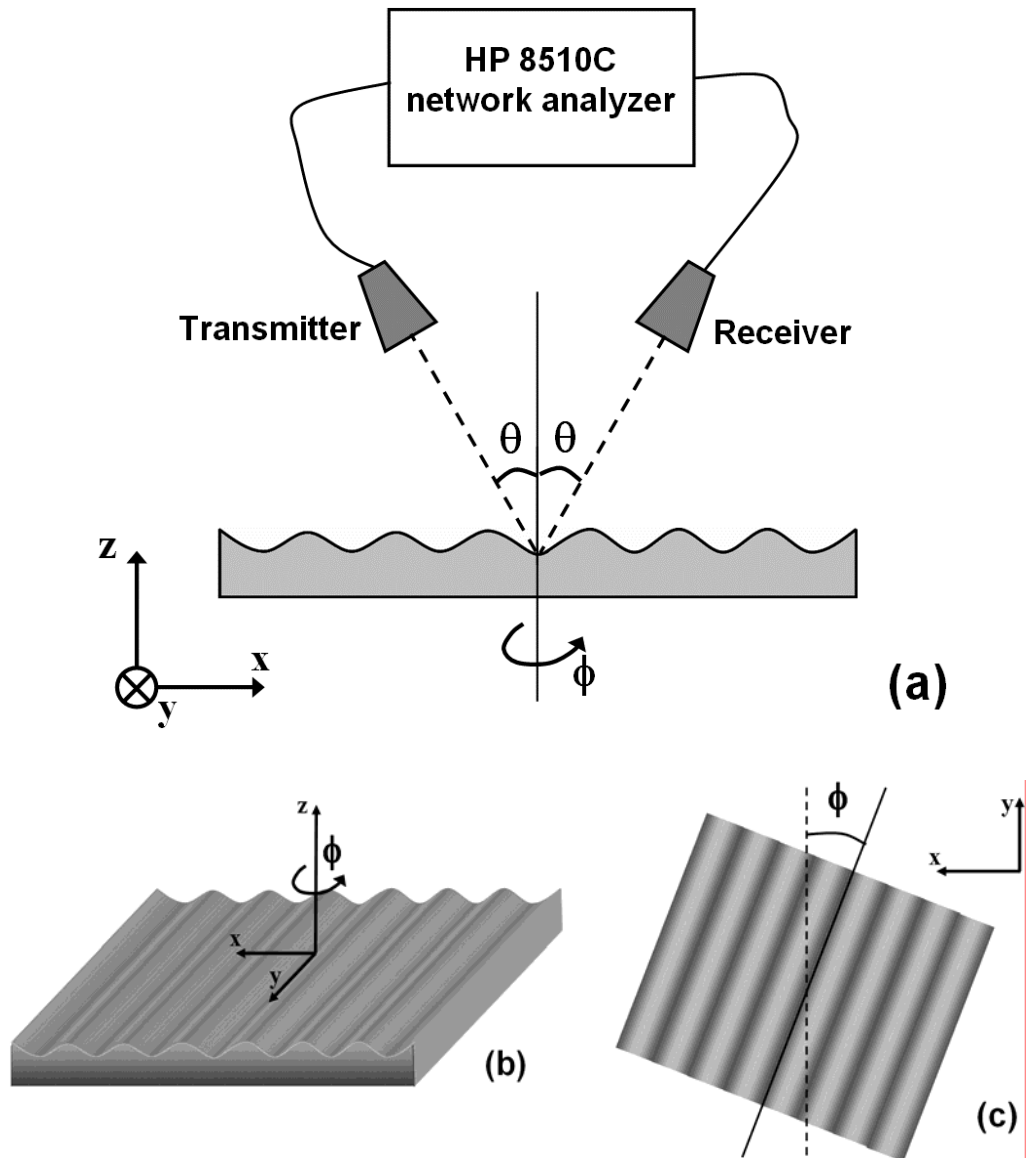 HP 8510C
network analyzer
Transmitter
Receiver
θ θ
z
x
y
ϕ
(a)
z
ϕ
x
y
(b)
ϕ
y
x
(c)